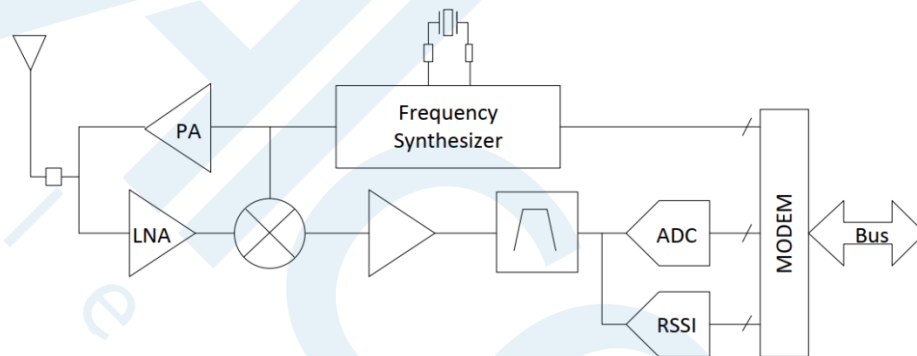 Frequency
Synthesizer
PA
LNA
ADC
RSSI
MODEM
Bus
e